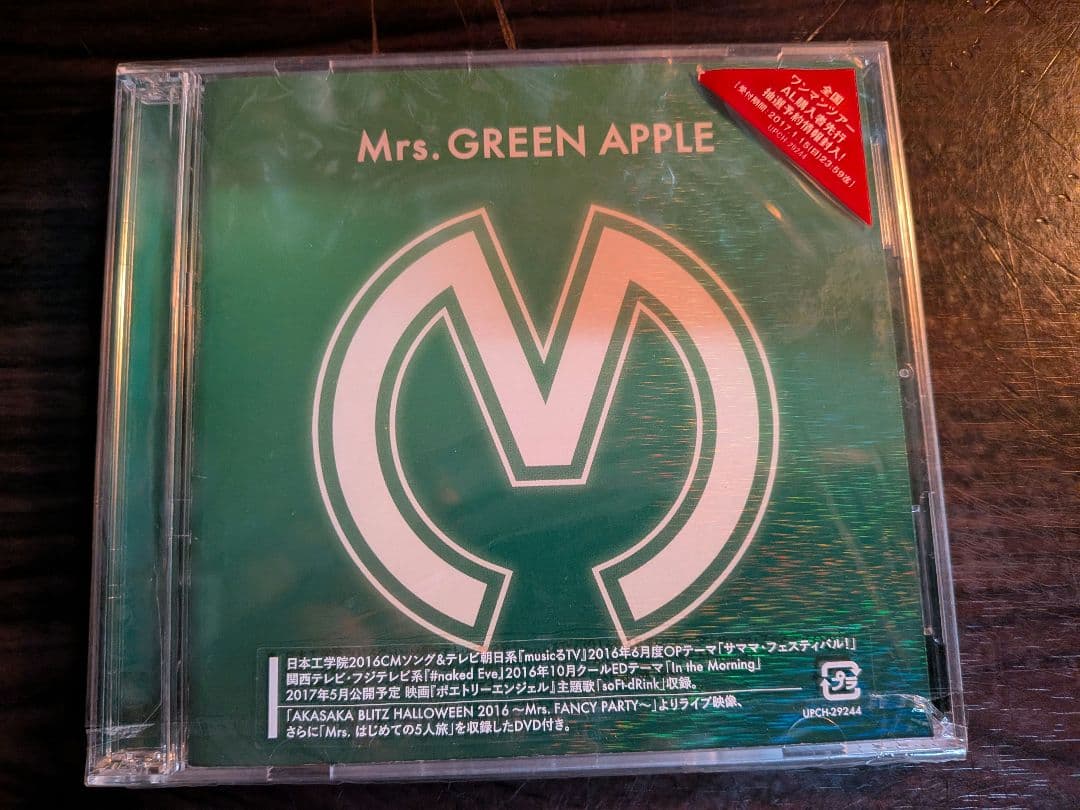 Mrs. GREEN APPLE
全国
ワンマンツアー
AL購入者先行
抽選予約情報封入!
[受付期間:2017.1.15(日)23:59迄]
UPCH-29244
日本工学院2016CMソング&テレビ朝日系『musicるTV』2016年6月度OPテーマ「サママ・フェスティバル!」
関西テレビ・フジテレビ系『#naked Eve』2016年10月クールEDテーマ「In the Morning」
2017年5月公開予定 映画『ポエトリーエンジェル』主題歌「soFt-dRink」収録。
「AKASAKA BLITZ HALLOWEEN 2016 〜Mrs. FANCY PARTY〜」よりライブ映像、
さらに「Mrs. はじめての5人旅」を収録したDVD付き。
UPCH-29244